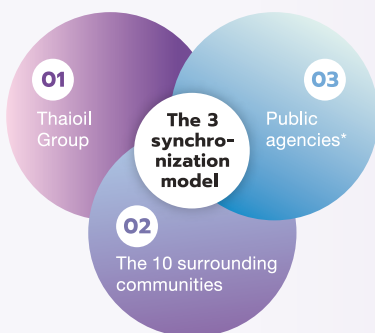 01
Thaioil
Group
The 3
synchro-
nization
model
03
Public
agencies*
02
The 10 surrounding
communities